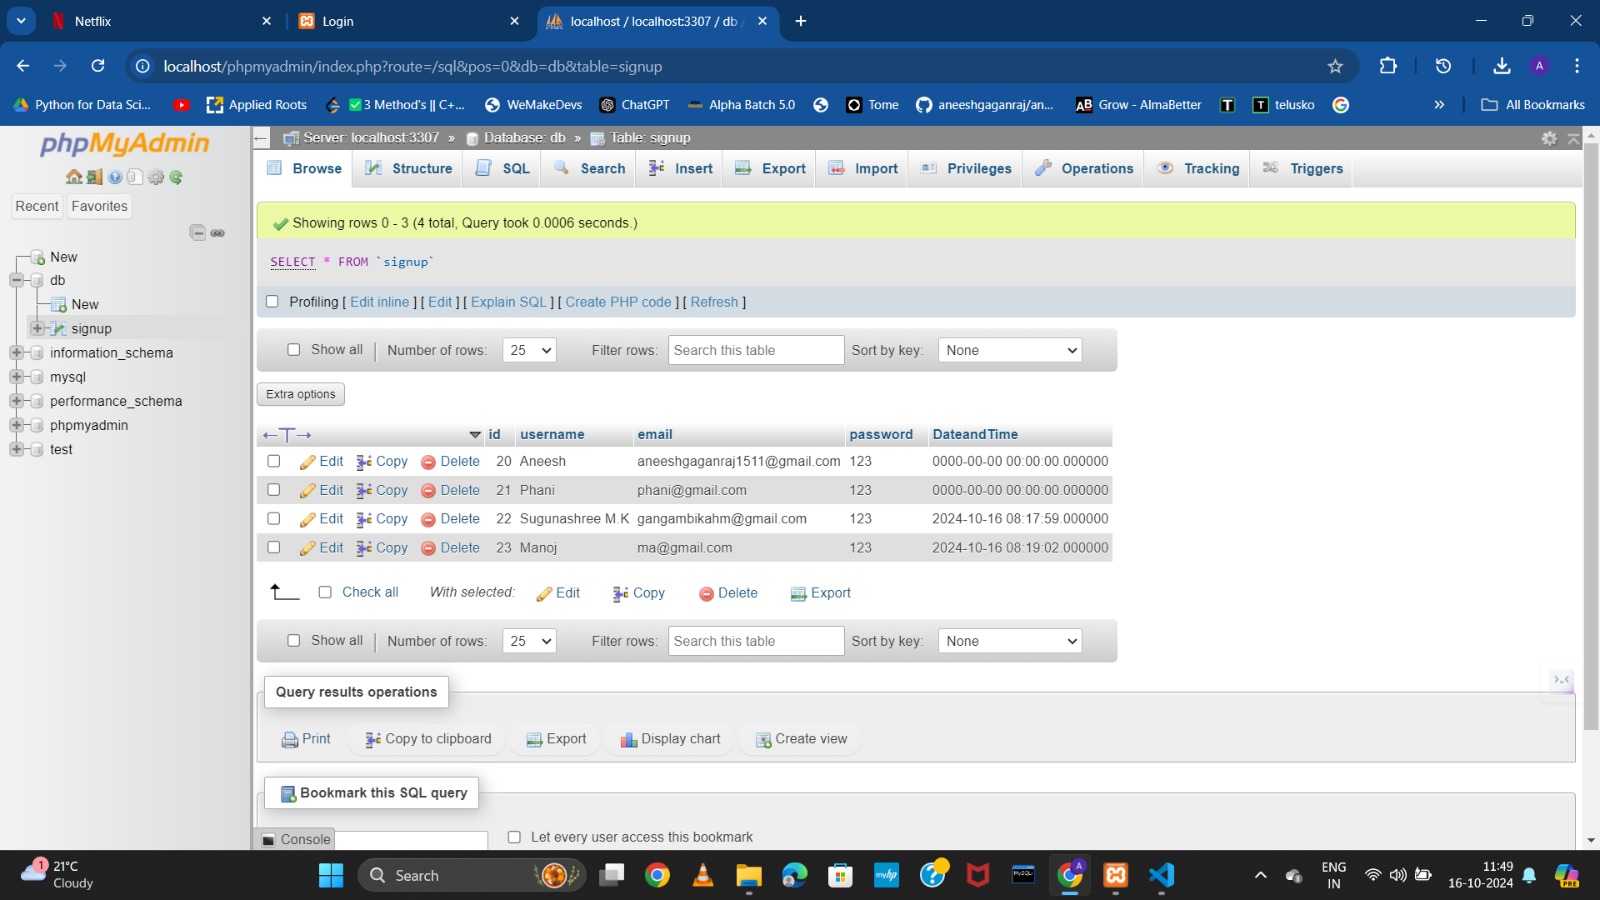 Netflix
Login
localhost / localhost:3307 / db /
localhost/phpmyadmin/index.php?route=/sql&pos=0&db=db&table=signup
A
Python for Data Sci...
Applied Roots
3 Method's || C+...
WeMakeDevs
ChatGPT
Alpha Batch 5.0
Tome
aneeshgaganraj/an...
AB Grow - AlmaBetter
T
T telusko
»
All Bookmarks
phpMyAdmin
Recent
Favorites
New
db
New
signup
information_schema
mysql
performance_schema
phpmyadmin
test
Server: localhost:3307 » Database: db » Table: signup
Browse
Structure
SQL
Search
Insert
Export
Import
Privileges
Operations
Tracking
Triggers
Showing rows 0 - 3 (4 total, Query took 0.0006 seconds.)
SELECT * FROM `signup`
Profiling [ Edit inline ] [ Edit ] [ Explain SQL ] [ Create PHP code ] [ Refresh ]
Show all | Number of rows: 25 Filter rows: Search this table Sort by key: None
Extra options
←T→ id username email password DateandTime
Edit Copy Delete 20 Aneesh aneeshgaganraj1511@gmail.com 123 0000-00-00 00:00:00.000000
Edit Copy Delete 21 Phani phani@gmail.com 123 0000-00-00 00:00:00.000000
Edit Copy Delete 22 Sugunashree M.K gangambikahm@gmail.com 123 2024-10-16 08:17:59.000000
Edit Copy Delete 23 Manoj ma@gmail.com 123 2024-10-16 08:19:02.000000
Check all With selected: Edit Copy Delete Export
Show all | Number of rows: 25 Filter rows: Search this table Sort by key: None
Query results operations
Print Copy to clipboard Export Display chart Create view
Bookmark this SQL query
Console
Let every user access this bookmark
1
21°C
Cloudy
Search
myhp
MySQL
A
ENG
IN
11:49
16-10-2024
PRE